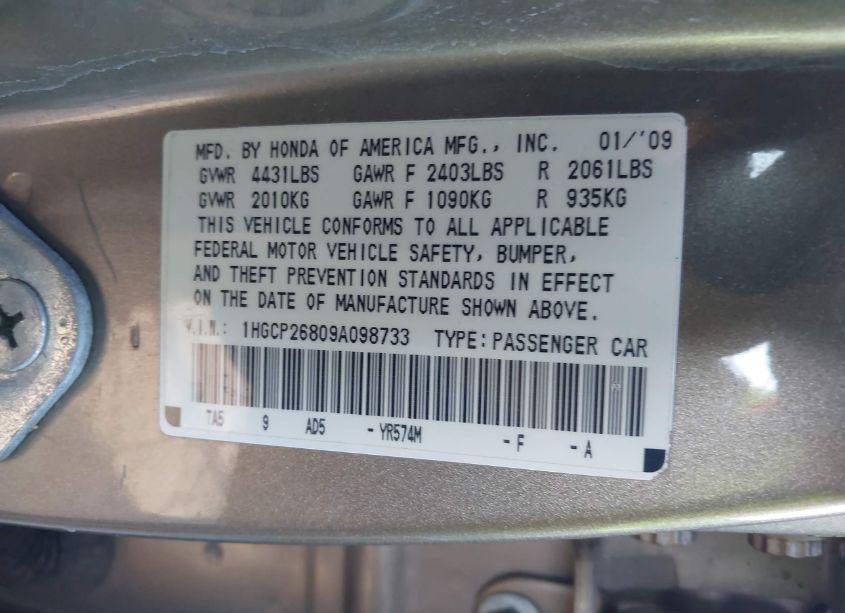 MFD. BY HONDA OF AMERICA MFG., INC. 01/'09
GVWR 4431LBS GAWR F 2403LBS R 2061LBS
GVWR 2010KG GAWR F 1090KG R 935KG
THIS VEHICLE CONFORMS TO ALL APPLICABLE
FEDERAL MOTOR VEHICLE SAFETY, BUMPER,
AND THEFT PREVENTION STANDARDS IN EFFECT
ON THE DATE OF MANUFACTURE SHOWN ABOVE.
V.I.N.: 1HGCP26809A098733 TYPE:PASSENGER CAR
TA5 9 AD5 - YR574M - F - A